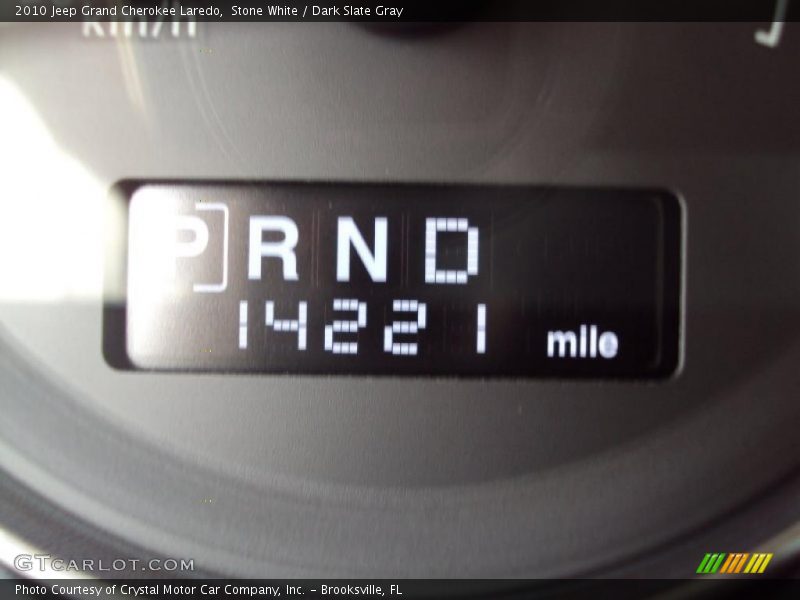 2010 Jeep Grand Cherokee Laredo,  Stone White / Dark Slate Gray
km/h
P R N D
14221 mile
GTCARLOT.COM
Photo Courtesy of Crystal Motor Car Company, Inc. – Brooksville, FL